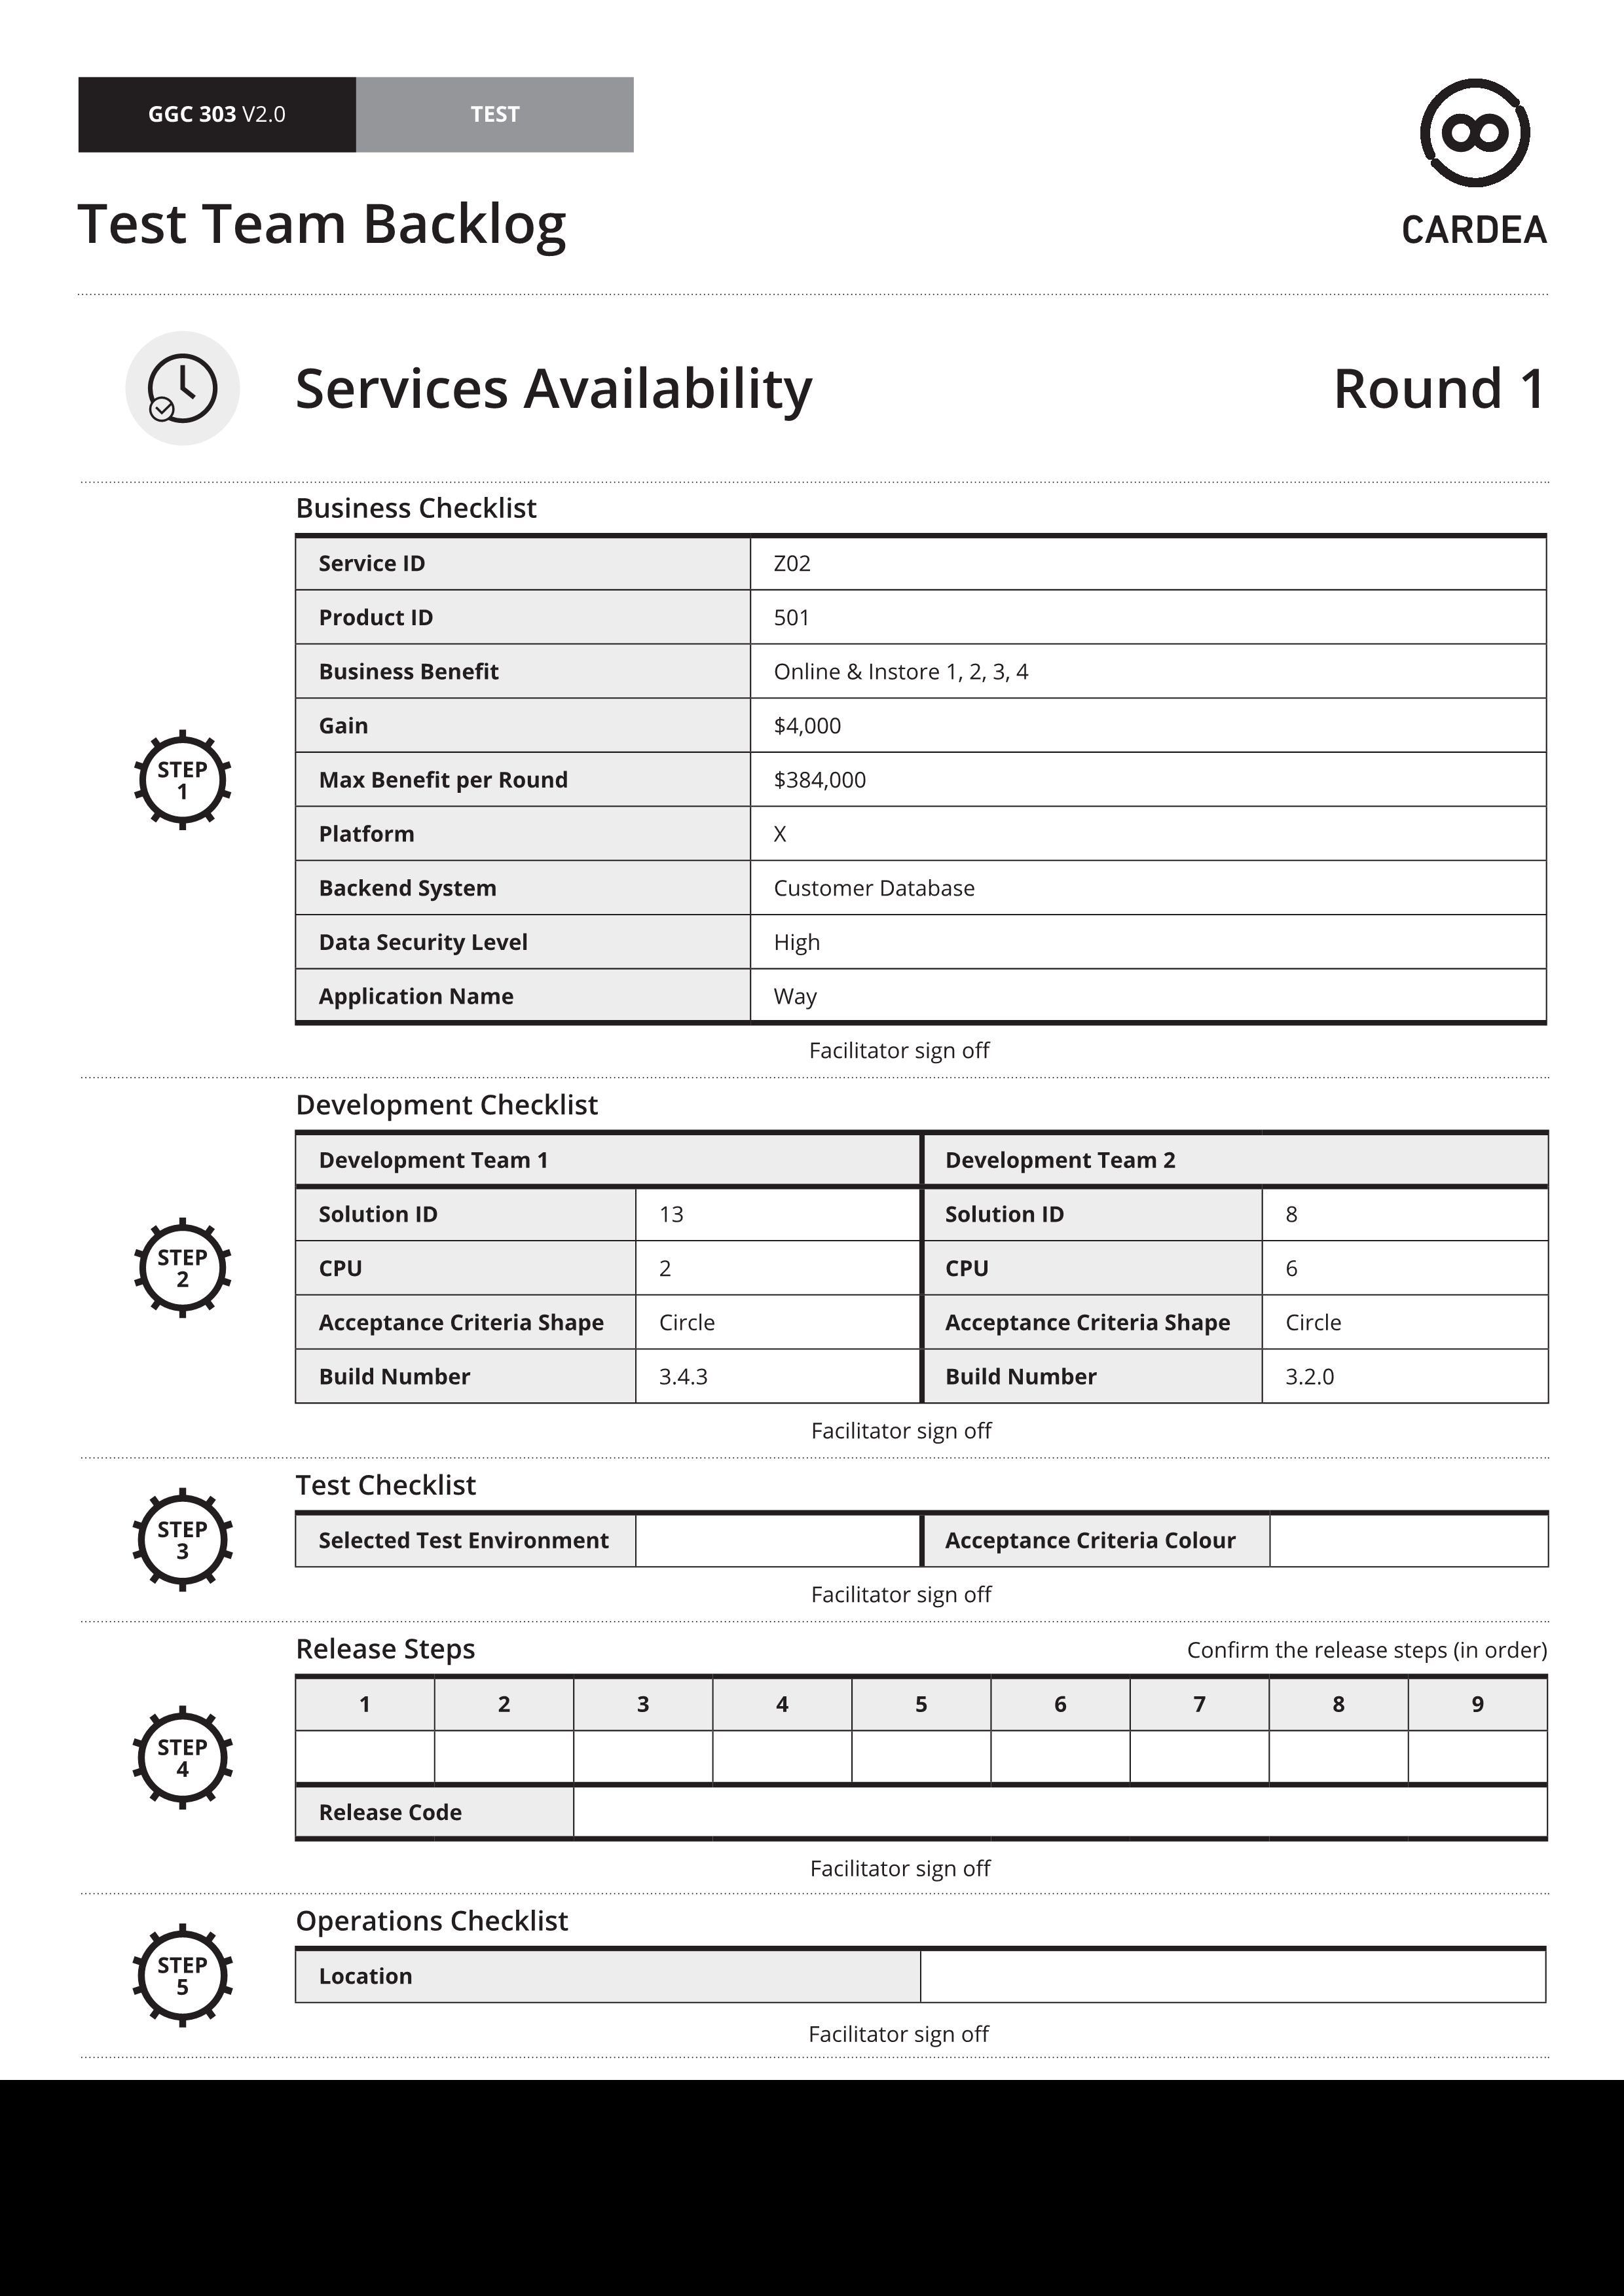 GGC 303 V2.0 TEST
CARDEA
Test Team Backlog
Services Availability Round 1
Business Checklist
Service ID Z02
Product ID 501
Business Benefit Online & Instore 1, 2, 3, 4
Gain $4,000
Max Benefit per Round $384,000
Platform X
Backend System Customer Database
Data Security Level High
Application Name Way
STEP
1
Facilitator sign off
Development Checklist
Development Team 1 Development Team 2
Solution ID 13 Solution ID 8
CPU 2 CPU 6
Acceptance Criteria Shape Circle Acceptance Criteria Shape Circle
Build Number 3.4.3 Build Number 3.2.0
STEP
2
Facilitator sign off
Test Checklist
STEP
3
Selected Test Environment Acceptance Criteria Colour
Facilitator sign off
Release Steps Confirm the release steps (in order)
1 2 3 4 5 6 7 8 9
STEP
4
Release Code
Facilitator sign off
Operations Checklist
STEP
5
Location
Facilitator sign off